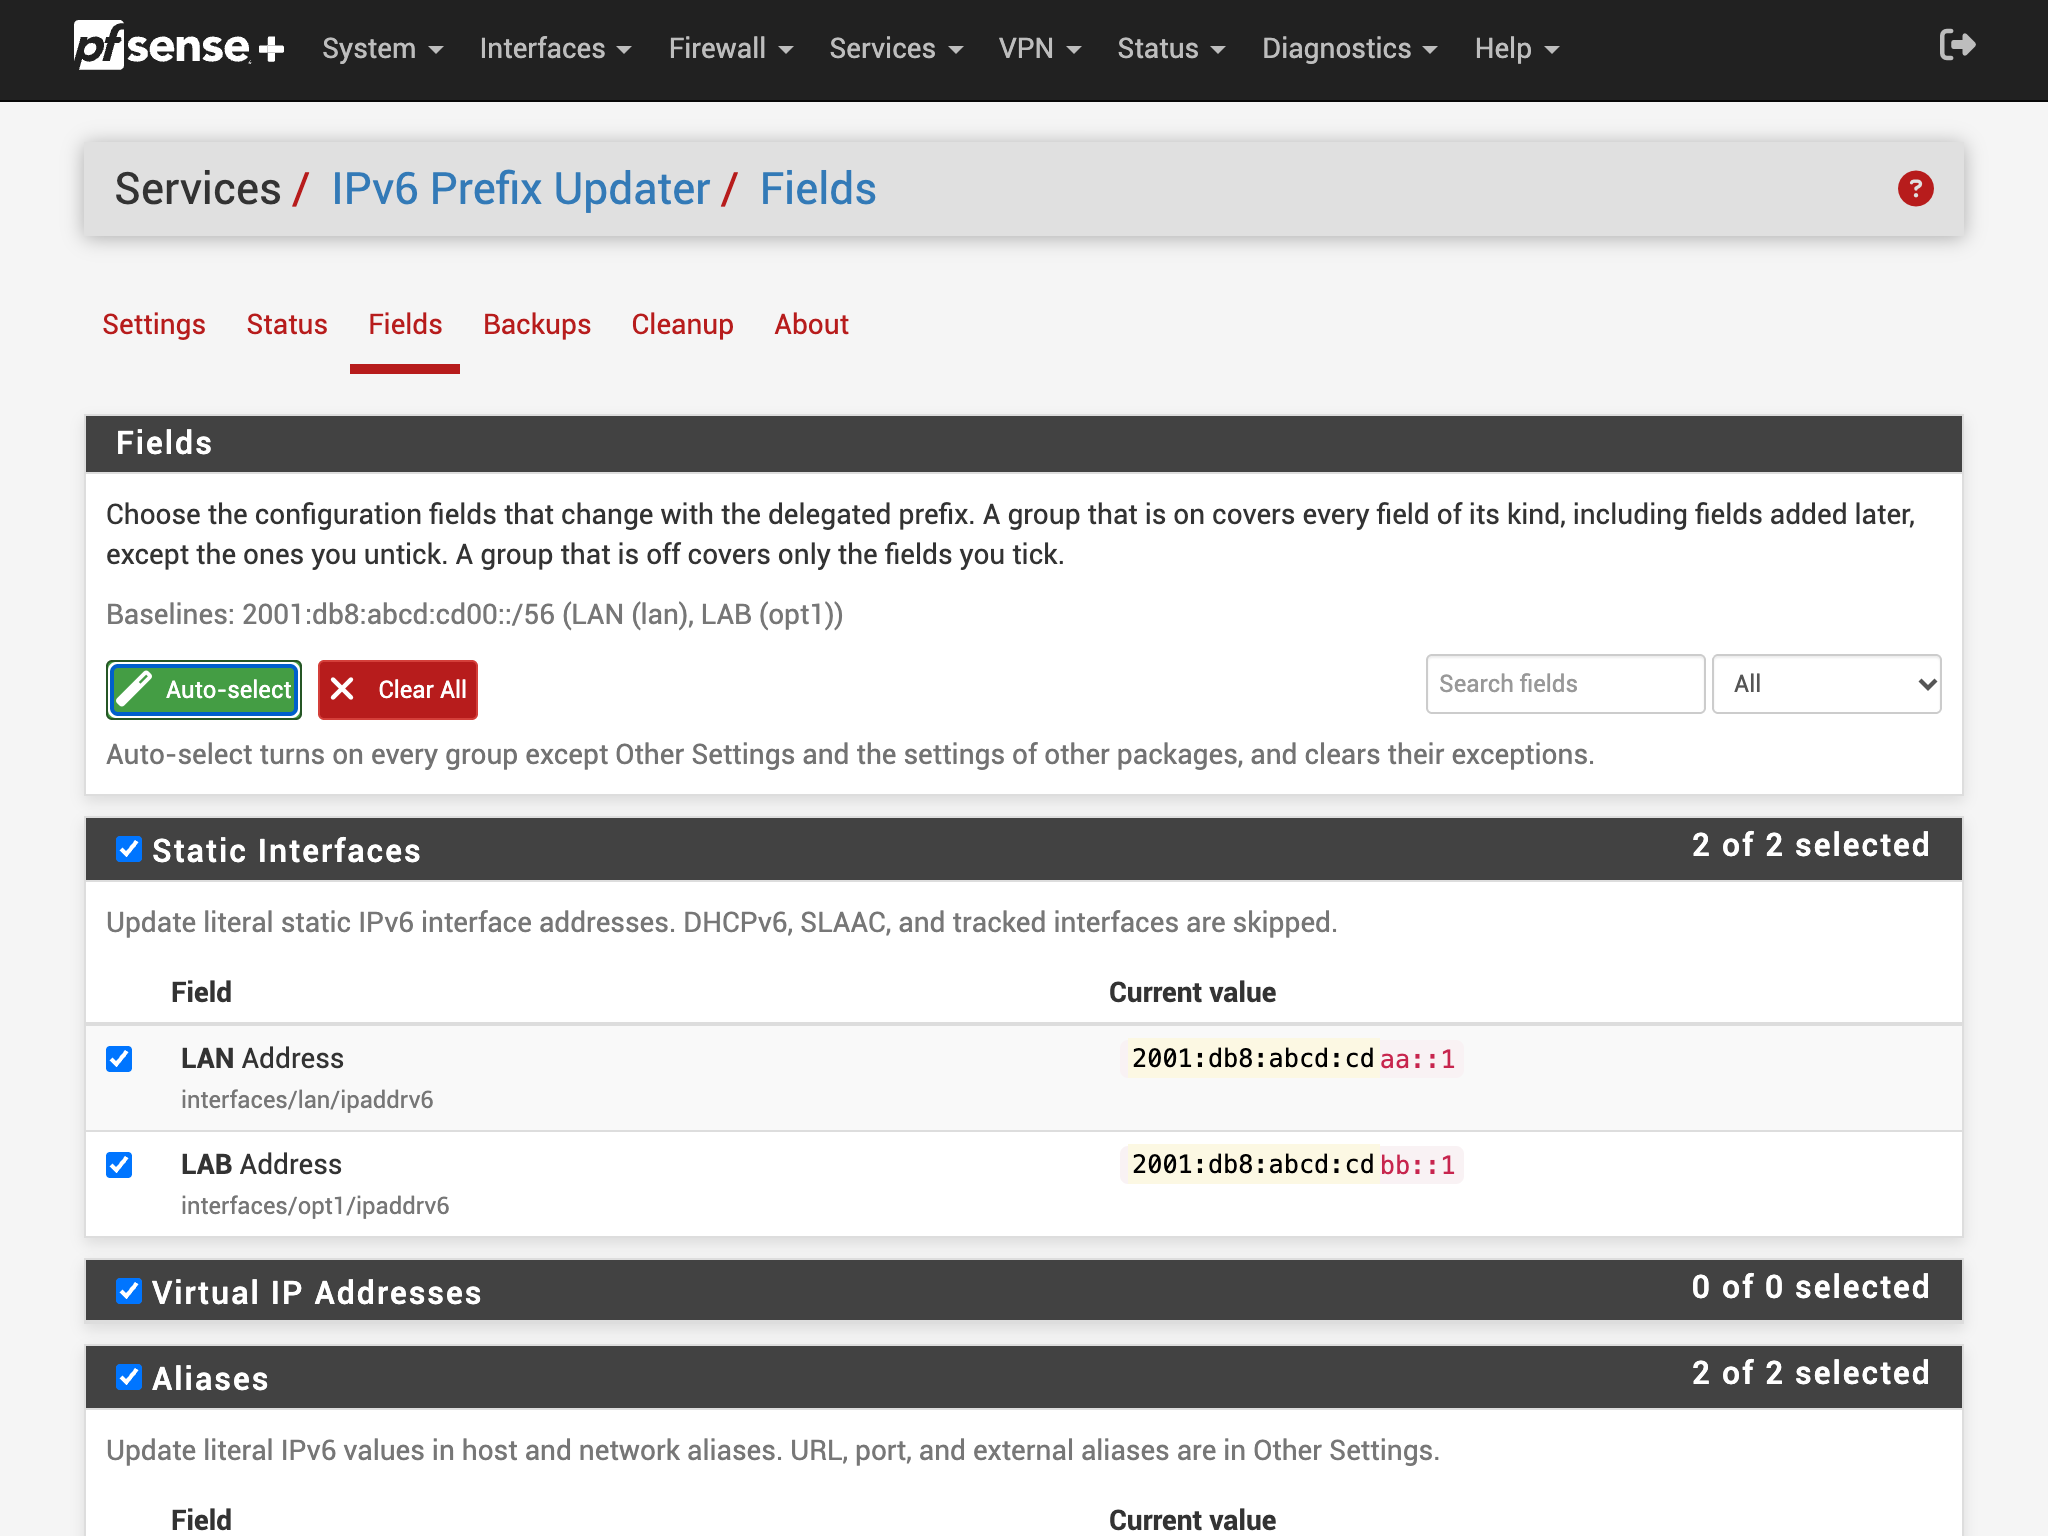 pfsense+ System Interfaces Firewall Services VPN Status Diagnostics Help
Services / IPv6 Prefix Updater / Fields ?
Settings Status Fields Backups Cleanup About
Fields
Choose the configuration fields that change with the delegated prefix. A group that is on covers every field of its kind, including fields added later,
except the ones you untick. A group that is off covers only the fields you tick.
Baselines: 2001:db8:abcd:cd00::/56 (LAN (lan), LAB (opt1))
Auto-select Clear All Search fields All
Auto-select turns on every group except Other Settings and the settings of other packages, and clears their exceptions.
Static Interfaces 2 of 2 selected
Update literal static IPv6 interface addresses. DHCPv6, SLAAC, and tracked interfaces are skipped.
Field Current value
LAN Address 2001:db8:abcd:cdaa::1
interfaces/lan/ipaddrv6
LAB Address 2001:db8:abcd:cdbb::1
interfaces/opt1/ipaddrv6
Virtual IP Addresses 0 of 0 selected
Aliases 2 of 2 selected
Update literal IPv6 values in host and network aliases. URL, port, and external aliases are in Other Settings.
Field Current value